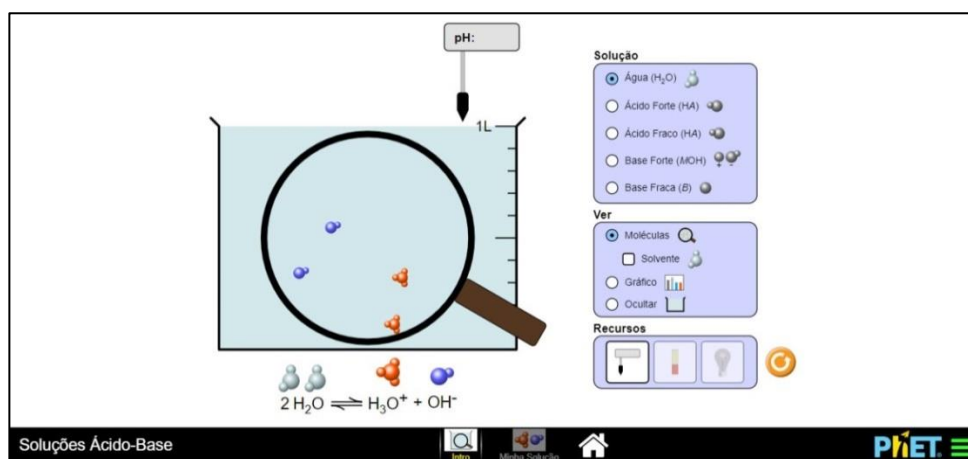 pH:
1L
Solução
Água (H₂O)
Ácido Forte (HA)
Ácido Fraco (HA)
Base Forte (MOH)
Base Fraca (B)
Ver
Moléculas
Solvente
Gráfico
Ocultar
Recursos
2 H₂O ⇌ H₃O⁺ + OH⁻
Soluções Ácido-Base
Intro
Minha Solução
PhET